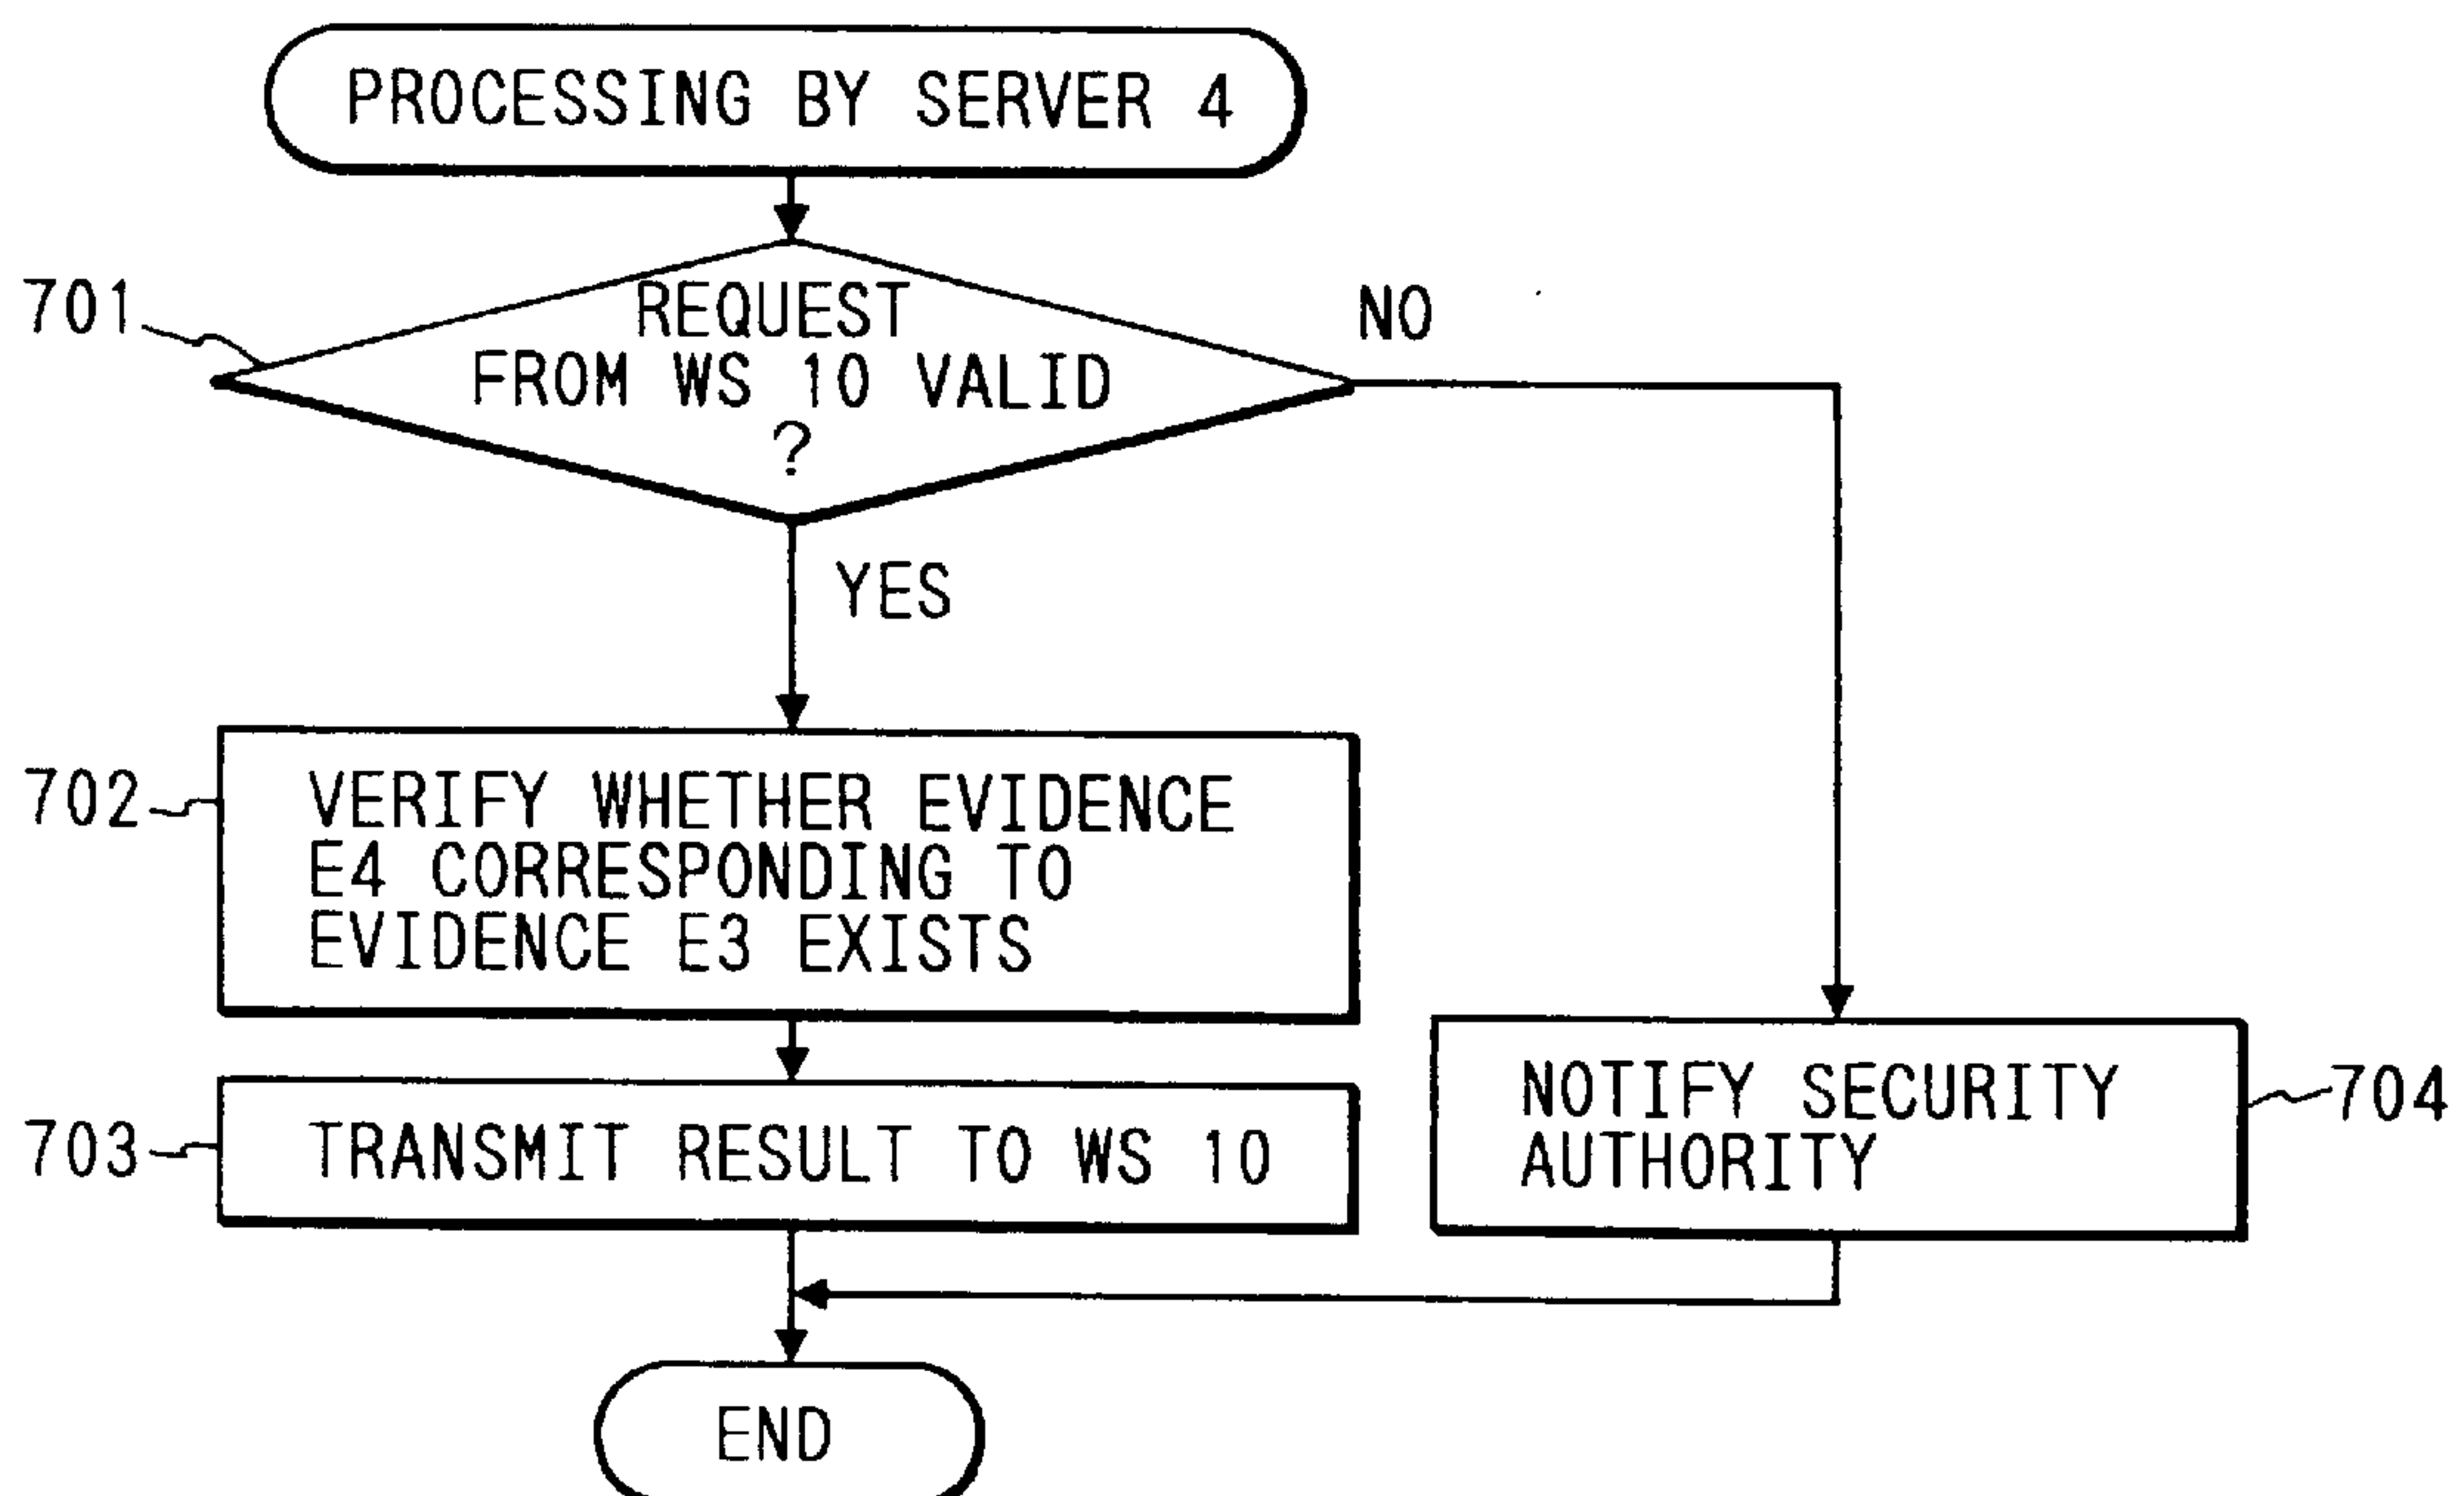 PROCESSING BY SERVER 4
701
REQUEST
FROM WS 10 VALID
?
NO
YES
702
VERIFY WHETHER EVIDENCE
E4 CORRESPONDING TO
EVIDENCE E3 EXISTS
703
TRANSMIT RESULT TO WS 10
NOTIFY SECURITY
AUTHORITY
704
END